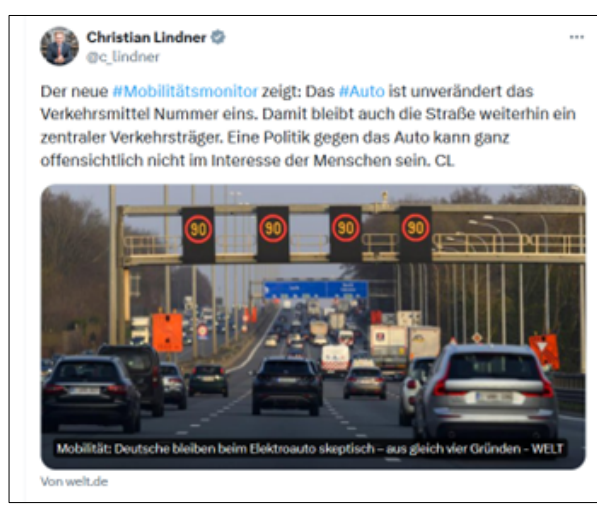 Christian Lindner
@c_lindner
Der neue #Mobilitätsmonitor zeigt: Das #Auto ist unverändert das
Verkehrsmittel Nummer eins. Damit bleibt auch die Straße weiterhin ein
zentraler Verkehrsträger. Eine Politik gegen das Auto kann ganz
offensichtlich nicht im Interesse der Menschen sein. CL
90 90 90 90
Mobilität: Deutsche bleiben beim Elektroauto skeptisch – aus gleich vier Gründen - WELT
Von welt.de